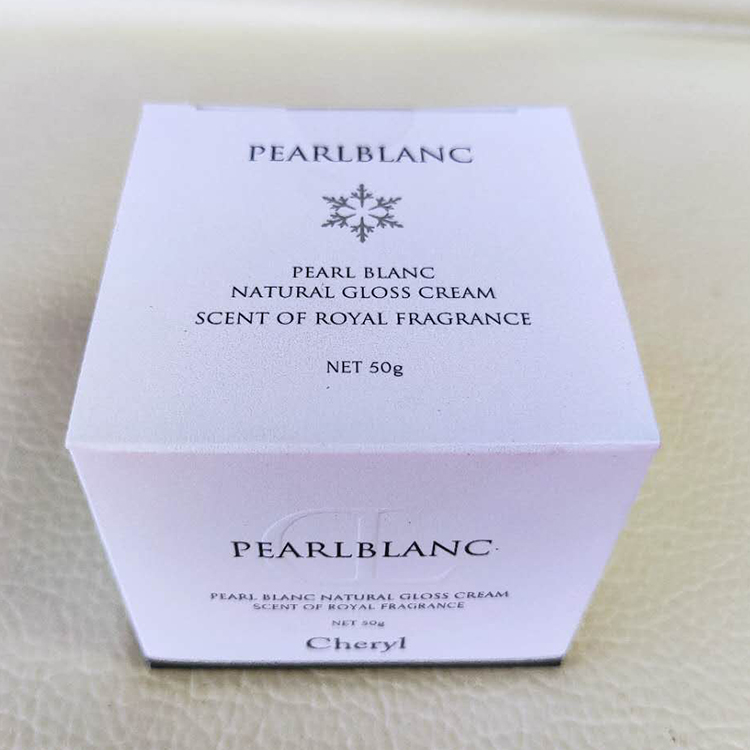 PEARLBLANC
PEARL BLANC
NATURAL GLOSS CREAM
SCENT OF ROYAL FRAGRANCE
NET 50g
PEARLBLANC
PEARL BLANC NATURAL GLOSS CREAM
SCENT OF ROYAL FRAGRANCE
NET 50g
Cheryl